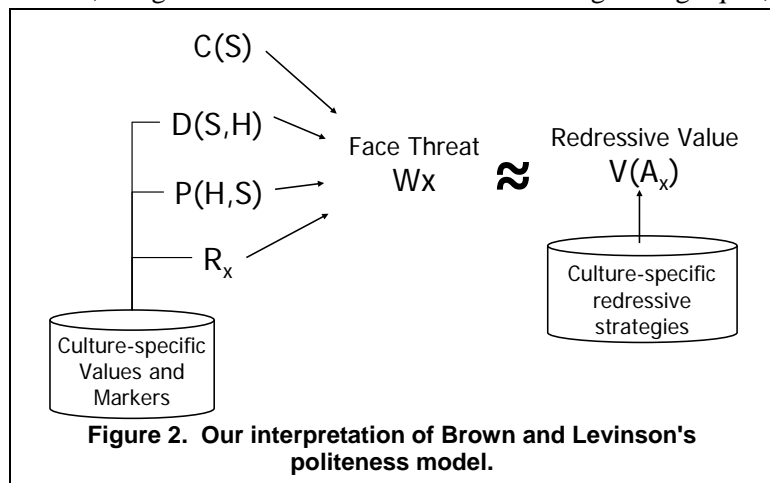 C(S)
D(S,H)
P(H,S)
Rx
Culture-specific
Values and
Markers
Face Threat
Wx
≈
Redressive Value
V(Ax)
Culture-specific
redressive
strategies
Figure 2. Our interpretation of Brown and Levinson's
politeness model.